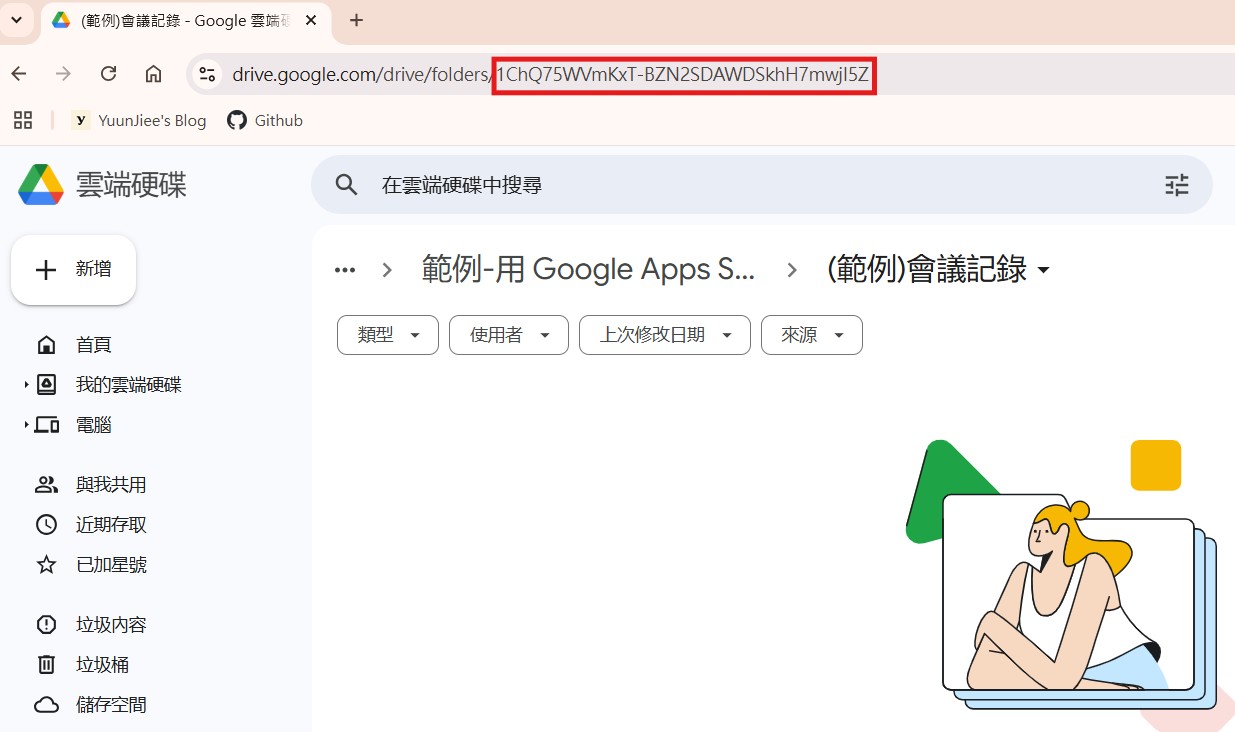 (範例)會議記錄 - Google 雲端硬
drive.google.com/drive/folders/1ChQ75WVmKxT-BZN2SDAWDSkhH7mwjI5Z
YuunJiee's Blog
Github
雲端硬碟
在雲端硬碟中搜尋
新增
範例-用 Google Apps S...
(範例)會議記錄
類型
使用者
上次修改日期
來源
首頁
我的雲端硬碟
電腦
與我共用
近期存取
已加星號
垃圾內容
垃圾桶
儲存空間